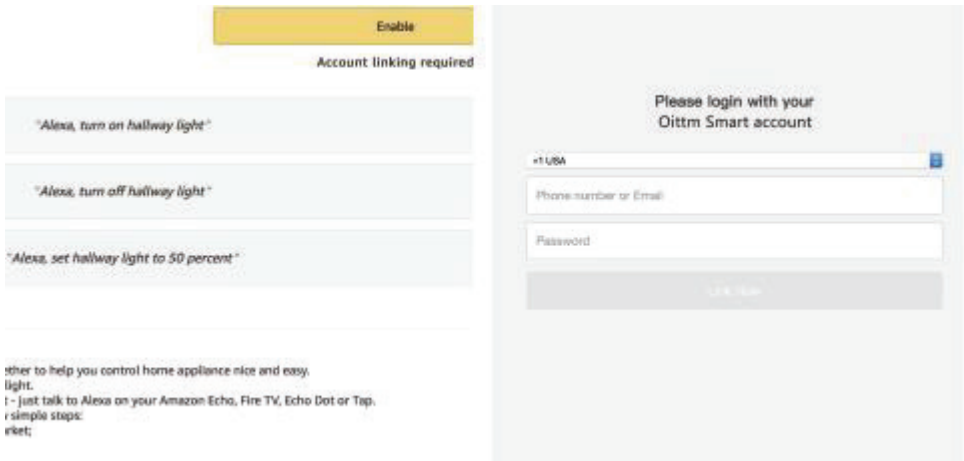 Enable
Account linking required
"Alexa, turn on hallway light"
"Alexa, turn off hallway light"
"Alexa, set hallway light to 50 percent"
ether to help you control home appliance nice and easy.
light.
t - just talk to Alexa on your Amazon Echo, Fire TV, Echo Dot or Tap.
simple steps:
arket;
Please login with your
Oittm Smart account
+1 USA
Phone number or Email
Password
Link Now